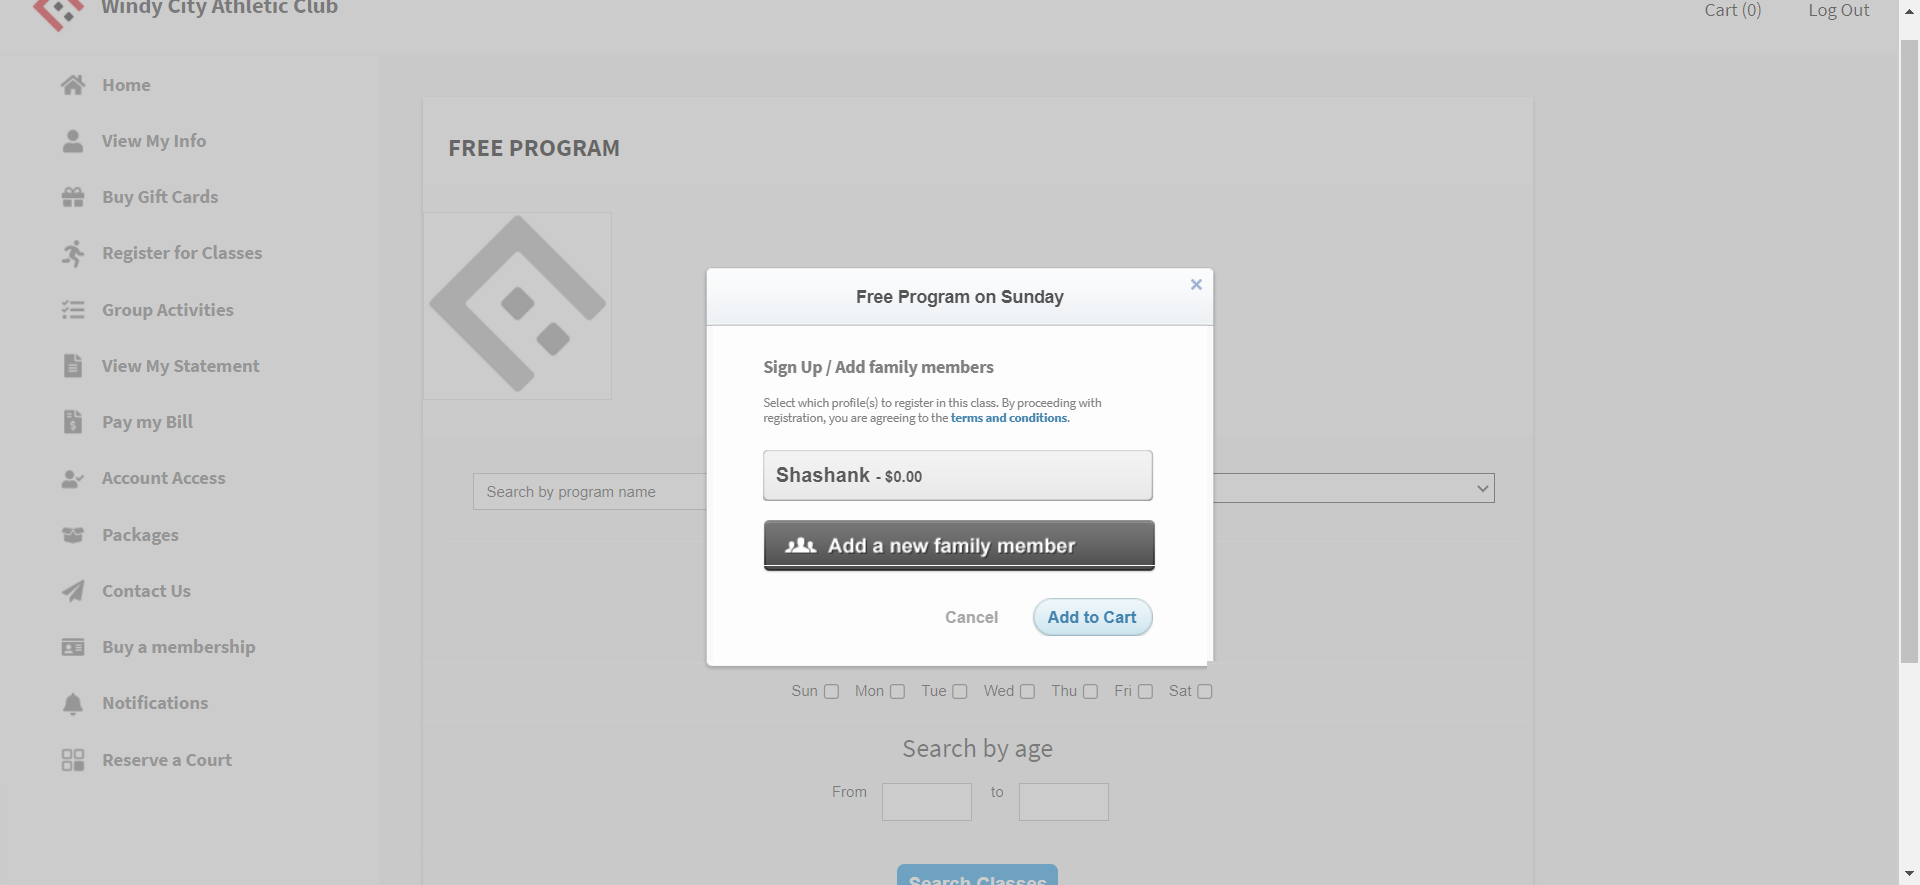 Windy City Athletic Club
Cart (0)
Log Out
Home
View My Info
Buy Gift Cards
Register for Classes
Group Activities
View My Statement
Pay my Bill
Account Access
Packages
Contact Us
Buy a membership
Notifications
Reserve a Court
FREE PROGRAM
Search by program name
Free Program on Sunday
×
Sign Up / Add family members
Select which profile(s) to register in this class. By proceeding with
registration, you are agreeing to the terms and conditions.
Shashank - $0.00
Add a new family member
Cancel
Add to Cart
Sun Mon Tue Wed Thu Fri Sat
Search by age
From to
Search Classes